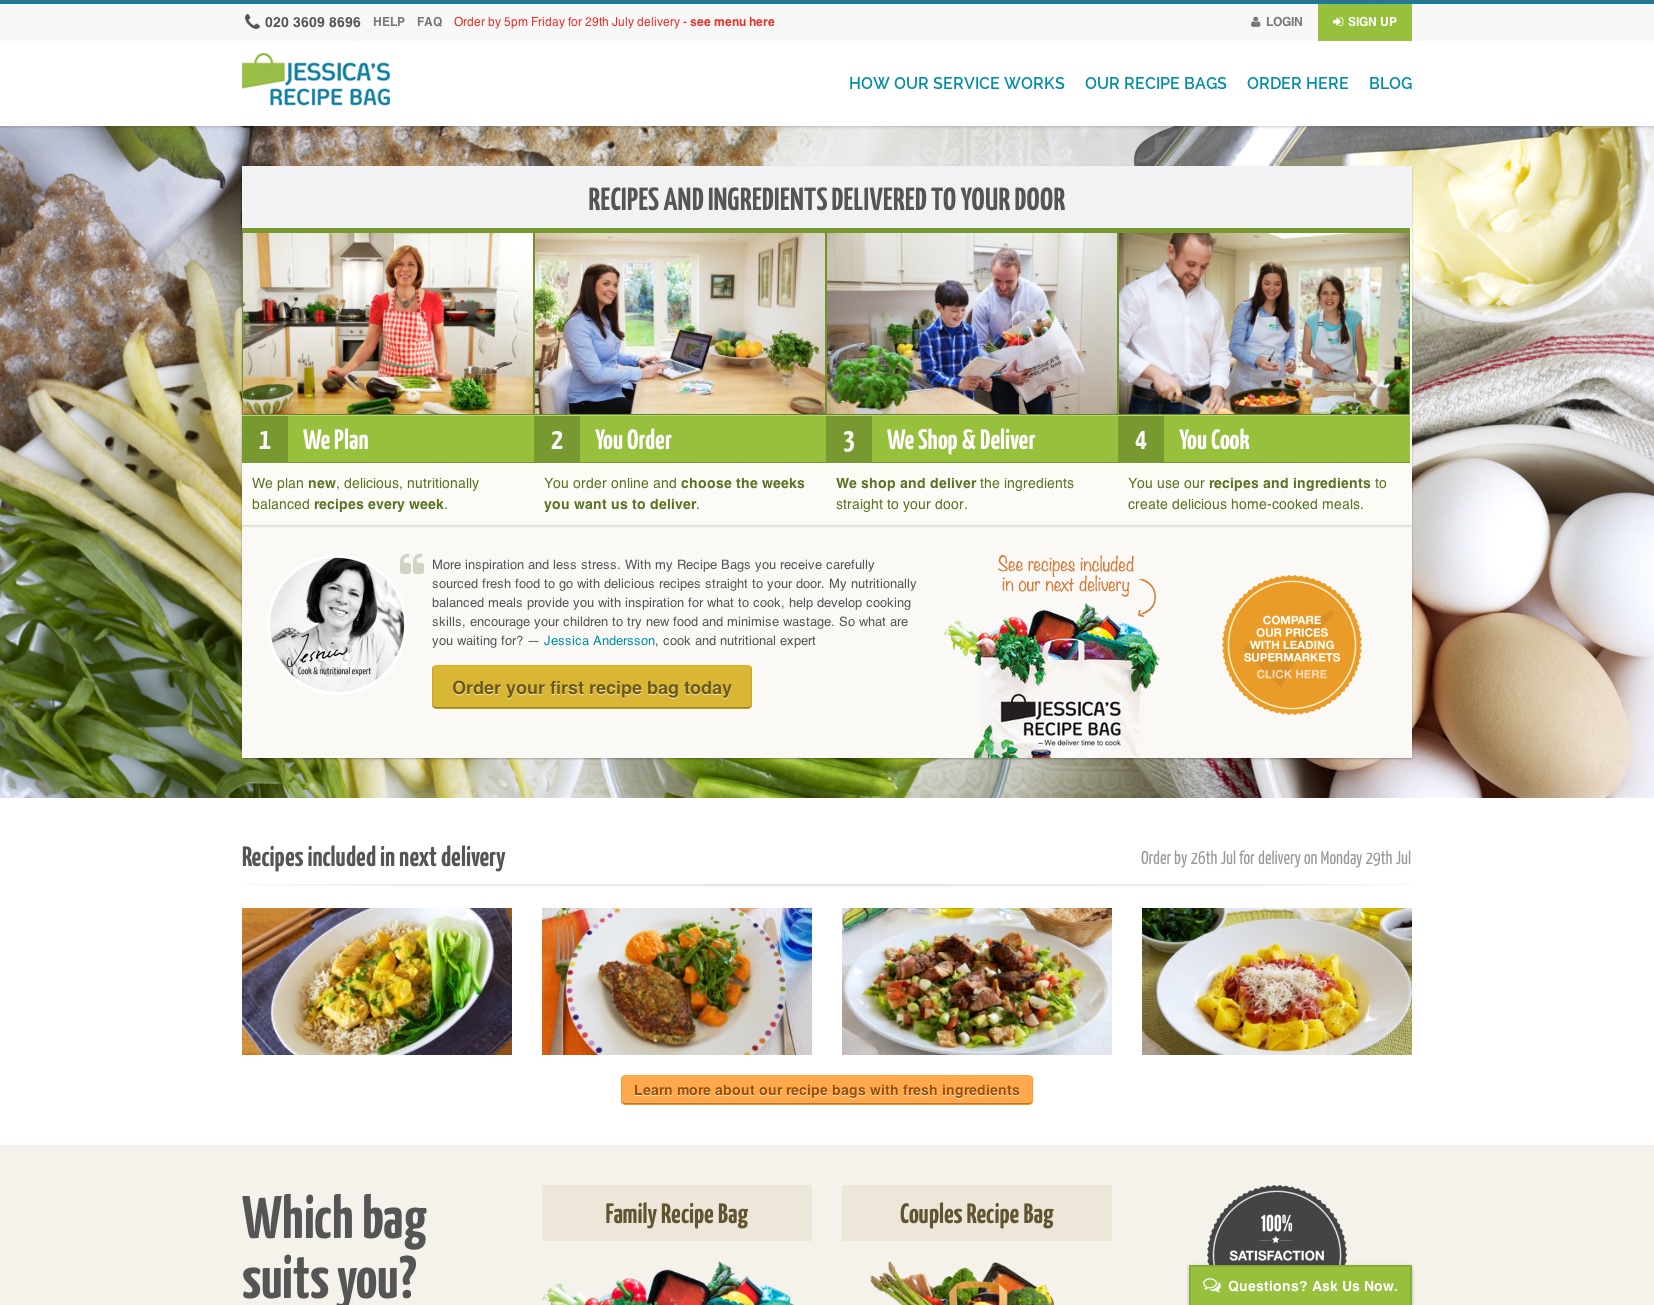 020 3609 8696 HELP FAQ Order by 5pm Friday for 29th July delivery - see menu here LOGIN SIGN UP
JESSICA'S
RECIPE BAG
HOW OUR SERVICE WORKS OUR RECIPE BAGS ORDER HERE BLOG
RECIPES AND INGREDIENTS DELIVERED TO YOUR DOOR
JESSICA'S
RECIPE BAG
1 We Plan
We plan new, delicious, nutritionally
balanced recipes every week.
2 You Order
You order online and choose the weeks
you want us to deliver.
3 We Shop & Deliver
We shop and deliver the ingredients
straight to your door.
4 You Cook
You use our recipes and ingredients to
create delicious home-cooked meals.
Jessica
Cook & nutritional expert
More inspiration and less stress. With my Recipe Bags you receive carefully
sourced fresh food to go with delicious recipes straight to your door. My nutritionally
balanced meals provide you with inspiration for what to cook, help develop cooking
skills, encourage your children to try new food and minimise wastage. So what are
you waiting for? — Jessica Andersson, cook and nutritional expert
Order your first recipe bag today
See recipes included
in our next delivery
JESSICA'S
RECIPE BAG
– We deliver time to cook
COMPARE
OUR PRICES
WITH LEADING
SUPERMARKETS
CLICK HERE
Recipes included in next delivery
Order by 26th Jul for delivery on Monday 29th Jul
Learn more about our recipe bags with fresh ingredients
Which bag
suits you?
Family Recipe Bag
Couples Recipe Bag
100%
SATISFACTION
Questions? Ask Us Now.